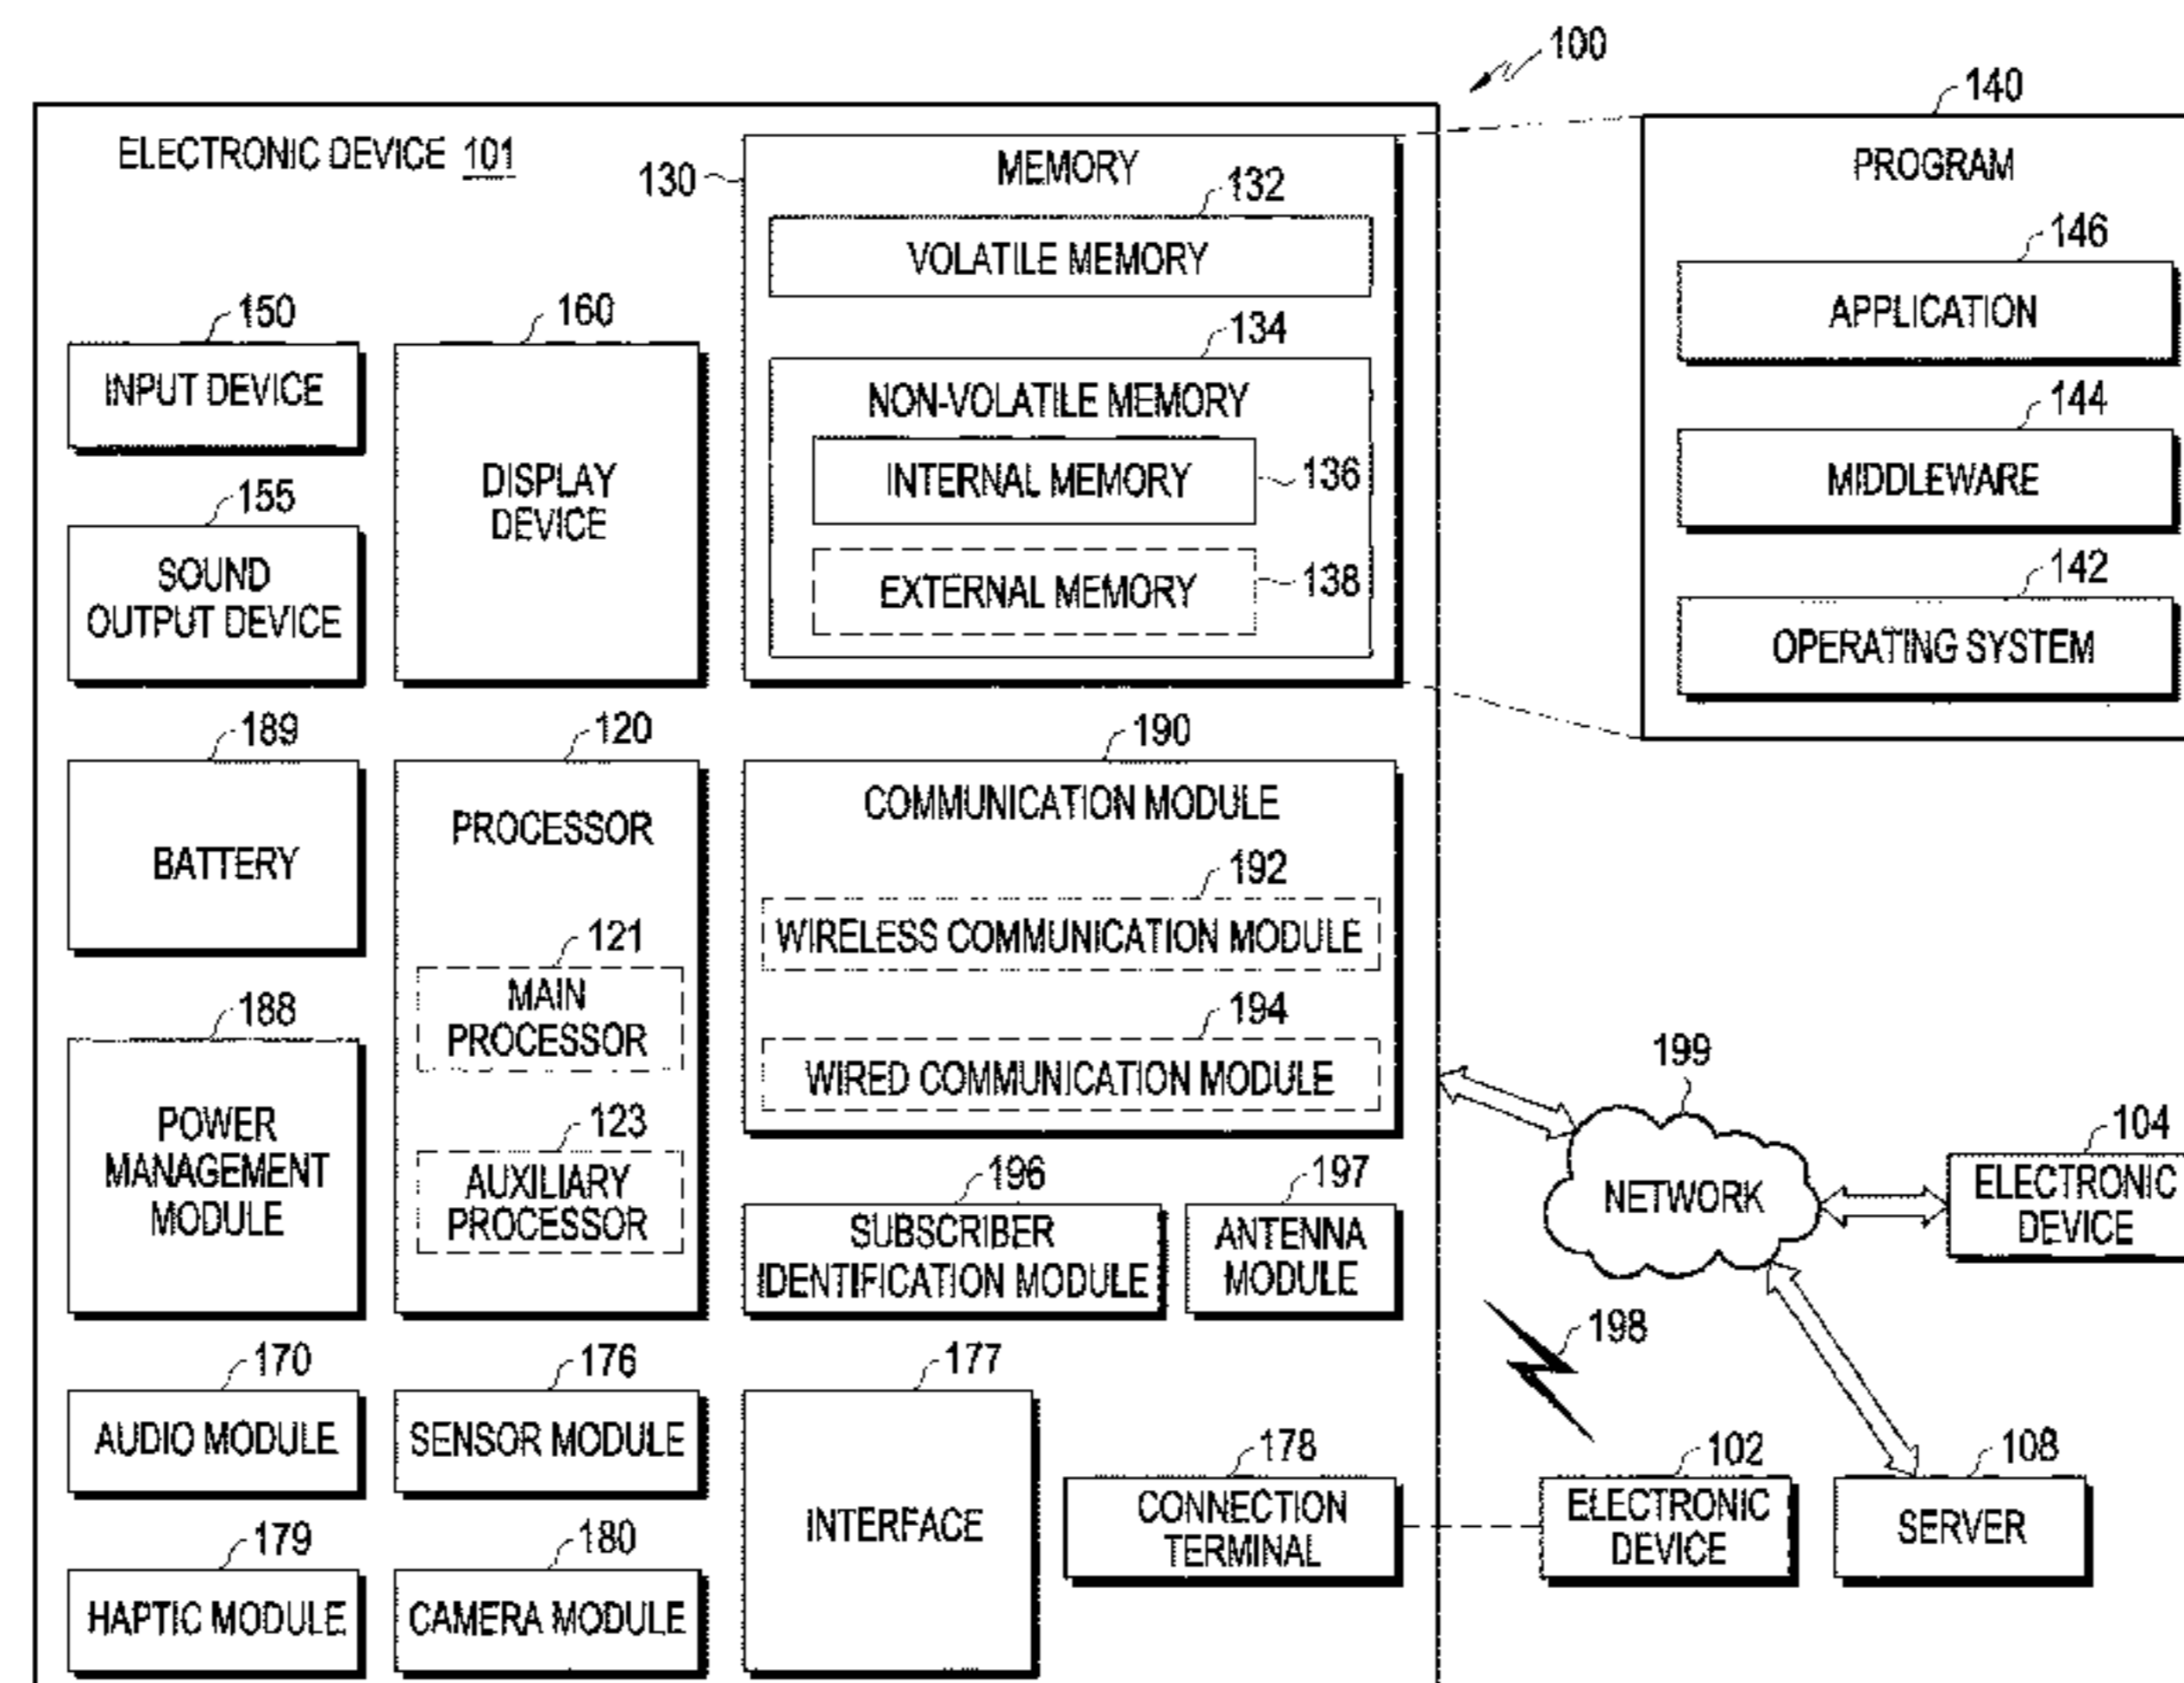 100
140
ELECTRONIC DEVICE 101
130
MEMORY
132
VOLATILE MEMORY
134
NON-VOLATILE MEMORY
INTERNAL MEMORY
136
EXTERNAL MEMORY
138
PROGRAM
146
APPLICATION
144
MIDDLEWARE
142
OPERATING SYSTEM
150
INPUT DEVICE
160
DISPLAY
DEVICE
155
SOUND
OUTPUT DEVICE
189
BATTERY
120
PROCESSOR
121
MAIN
PROCESSOR
123
AUXILIARY
PROCESSOR
190
COMMUNICATION MODULE
192
WIRELESS COMMUNICATION MODULE
194
WIRED COMMUNICATION MODULE
188
POWER
MANAGEMENT
MODULE
196
SUBSCRIBER
IDENTIFICATION MODULE
197
ANTENNA
MODULE
199
NETWORK
104
ELECTRONIC
DEVICE
198
170
AUDIO MODULE
176
SENSOR MODULE
177
INTERFACE
178
CONNECTION
TERMINAL
102
ELECTRONIC
DEVICE
108
SERVER
179
HAPTIC MODULE
180
CAMERA MODULE